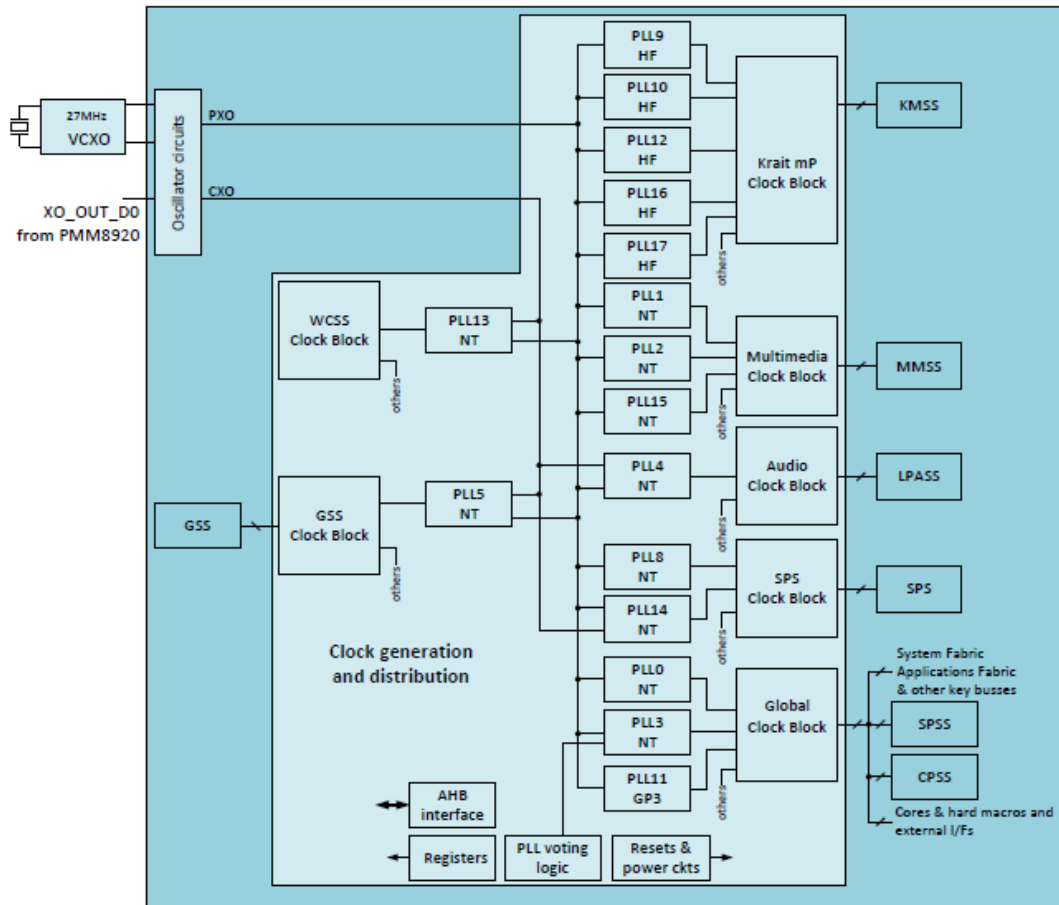 27MHz
VCXO
XO_OUT_D0
from PMM8920
Oscillator circuits
PXO
CXO
PLL9
HF
PLL10
HF
PLL12
HF
PLL16
HF
PLL17
HF
Krait mP
Clock Block
others
KMSS
WCSS
Clock Block
others
PLL13
NT
PLL1
NT
PLL2
NT
PLL15
NT
Multimedia
Clock Block
others
MMSS
GSS
GSS
Clock Block
others
PLL5
NT
PLL4
NT
Audio
Clock Block
others
LPASS
PLL8
NT
PLL14
NT
SPS
Clock Block
others
SPS
Clock generation
and distribution
PLL0
NT
PLL3
NT
PLL11
GP3
Global
Clock Block
others
System Fabric
Applications Fabric
& other key busses
SPSS
CPSS
Cores & hard macros and
external I/Fs
AHB
interface
Registers
PLL voting
logic
Resets &
power ckts